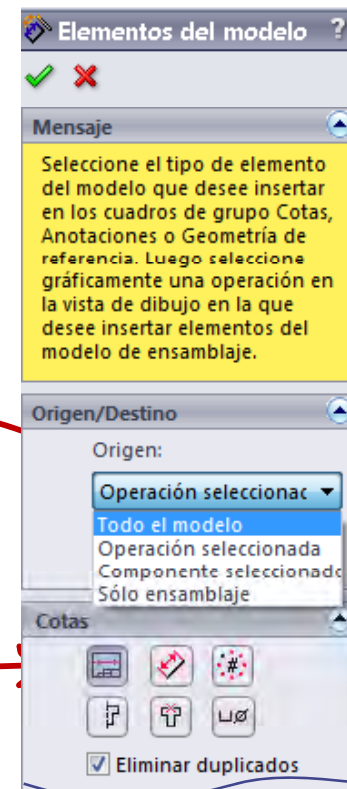 Elementos del modelo ?
Mensaje
Seleccione el tipo de elemento
del modelo que desee insertar
en los cuadros de grupo Cotas,
Anotaciones o Geometría de
referencia. Luego seleccione
gráficamente una operación en
la vista de dibujo en la que
desee insertar elementos del
modelo de ensamblaje.
Origen/Destino
Origen:
Operación seleccionac
Todo el modelo
Operación seleccionada
Componente seleccionado
Sólo ensamblaje
Cotas
#
Eliminar duplicados